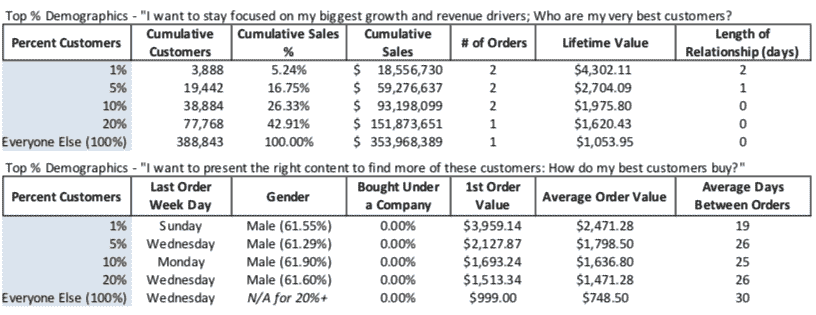 Top % Demographics - "I want to stay focused on my biggest growth and revenue drivers; Who are my very best customers?
Percent Customers Cumulative Customers Cumulative Sales % Cumulative Sales # of Orders Lifetime Value Length of Relationship (days)
1% 3,888 5.24% $ 18,556,730 2 $4,302.11 2
5% 19,442 16.75% $ 59,276,637 2 $2,704.09 1
10% 38,884 26.33% $ 93,198,099 2 $1,975.80 0
20% 77,768 42.91% $ 151,873,651 1 $1,620.43 0
Everyone Else (100%) 388,843 100.00% $ 353,968,389 1 $1,053.95 0
Top % Demographics - "I want to present the right content to find more of these customers: How do my best customers buy?"
Percent Customers Last Order Week Day Gender Bought Under a Company 1st Order Value Average Order Value Average Days Between Orders
1% Sunday Male (61.55%) 0.00% $3,959.14 $2,471.28 19
5% Wednesday Male (61.29%) 0.00% $2,127.87 $1,798.50 26
10% Monday Male (61.90%) 0.00% $1,693.24 $1,636.80 25
20% Wednesday Male (61.60%) 0.00% $1,513.34 $1,471.28 26
Everyone Else (100%) Wednesday N/A for 20%+ 0.00% $999.00 $748.50 30